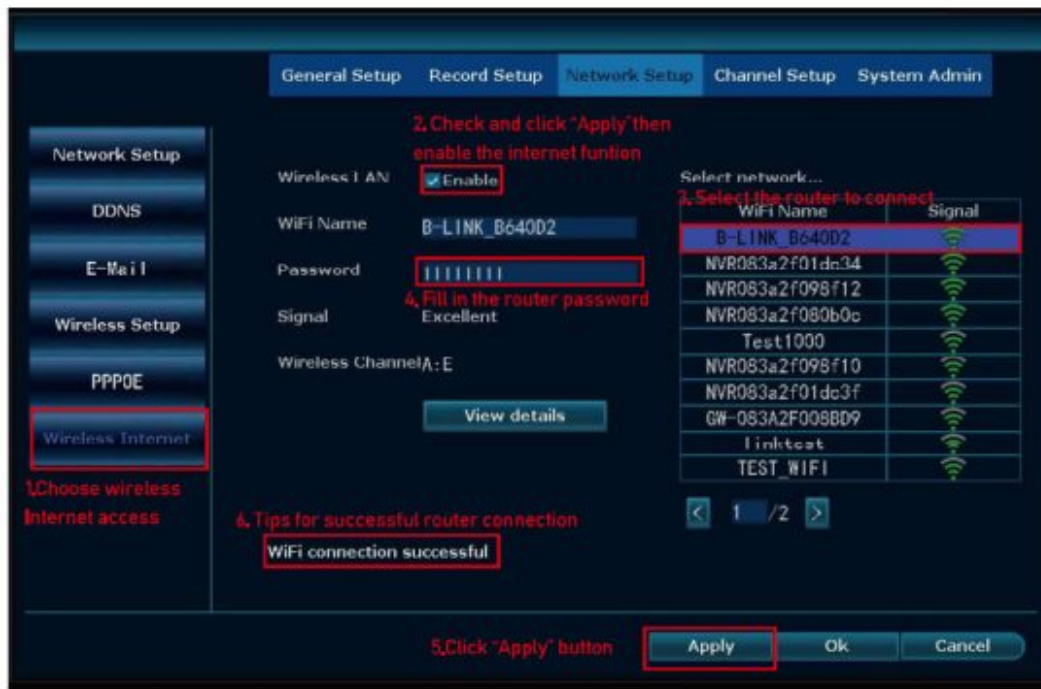 General Setup Record Setup Network Setup Channel Setup System Admin
2.Check and click "Apply"then
enable the internet funtion
Network Setup
DDNS
E-Mail
Wireless Setup
PPPOE
Wireless Internet
1.Choose wireless
Internet access
Wireless LAN Enable
WiFi Name B-LINK_B640D2
Password 11111111
4. Fill in the router password
Signal Excellent
Wireless Channel A:E
View details
Select network...
3. Select the router to connect
WiFi Name Signal
B-LINK_B640D2
NVR083a2f01dc34
NVR083a2f098f12
NVR083a2f080b0c
Test1000
NVR083a2f098f10
NVR083a2f01dc3f
GW-083A2F008BD9
linktest
TEST_WIFI
< 1 /2 >
6. Tips for successful router connection
WiFi connection successful
5.Click "Apply" button
Apply Ok Cancel